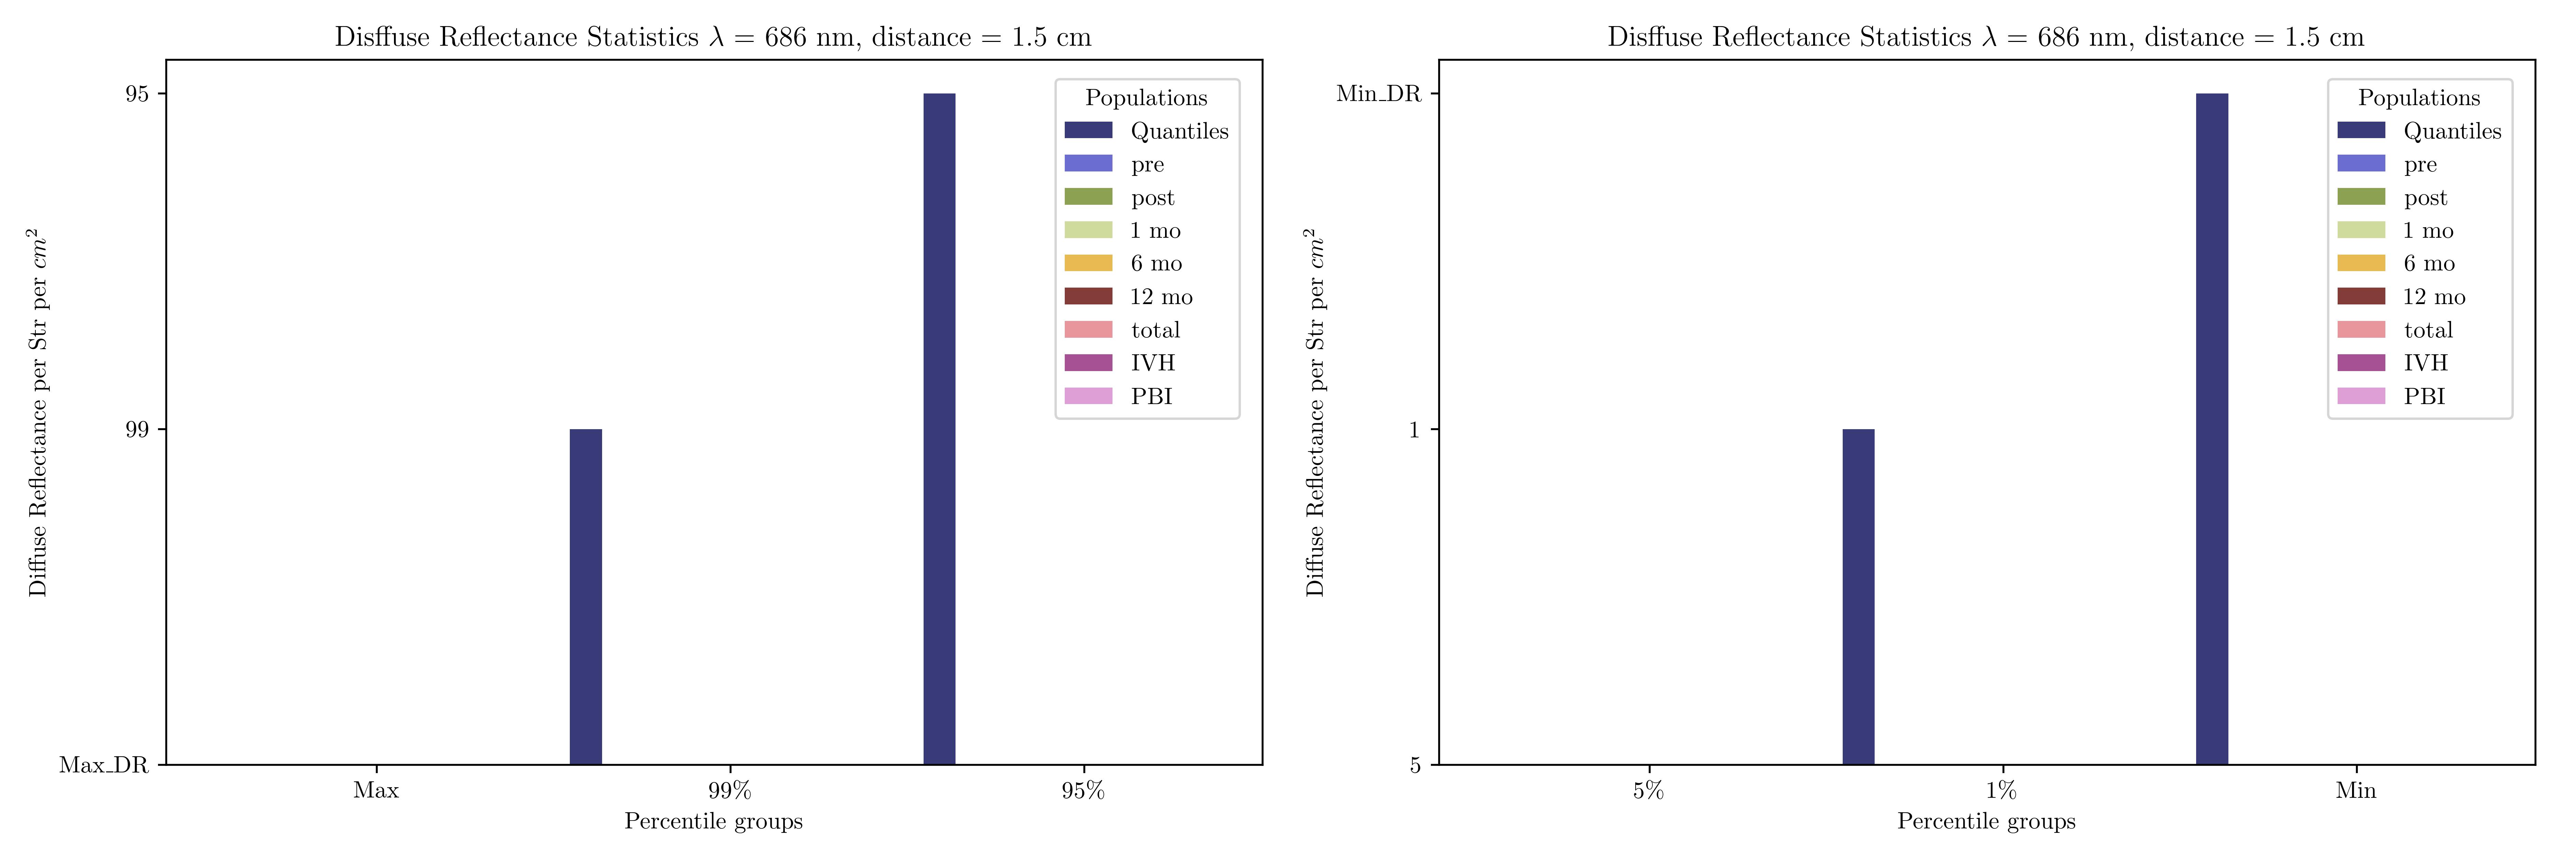 Disffuse Reflectance Statistics λ = 686 nm, distance = 1.5 cm
95
99
Max_DR
Diffuse Reflectance per Str per cm²
Populations
Quantiles
pre
post
1 mo
6 mo
12 mo
total
IVH
PBI
Max
99%
95%
Percentile groups
Disffuse Reflectance Statistics λ = 686 nm, distance = 1.5 cm
Min_DR
1
5
Diffuse Reflectance per Str per cm²
Populations
Quantiles
pre
post
1 mo
6 mo
12 mo
total
IVH
PBI
5%
1%
Min
Percentile groups